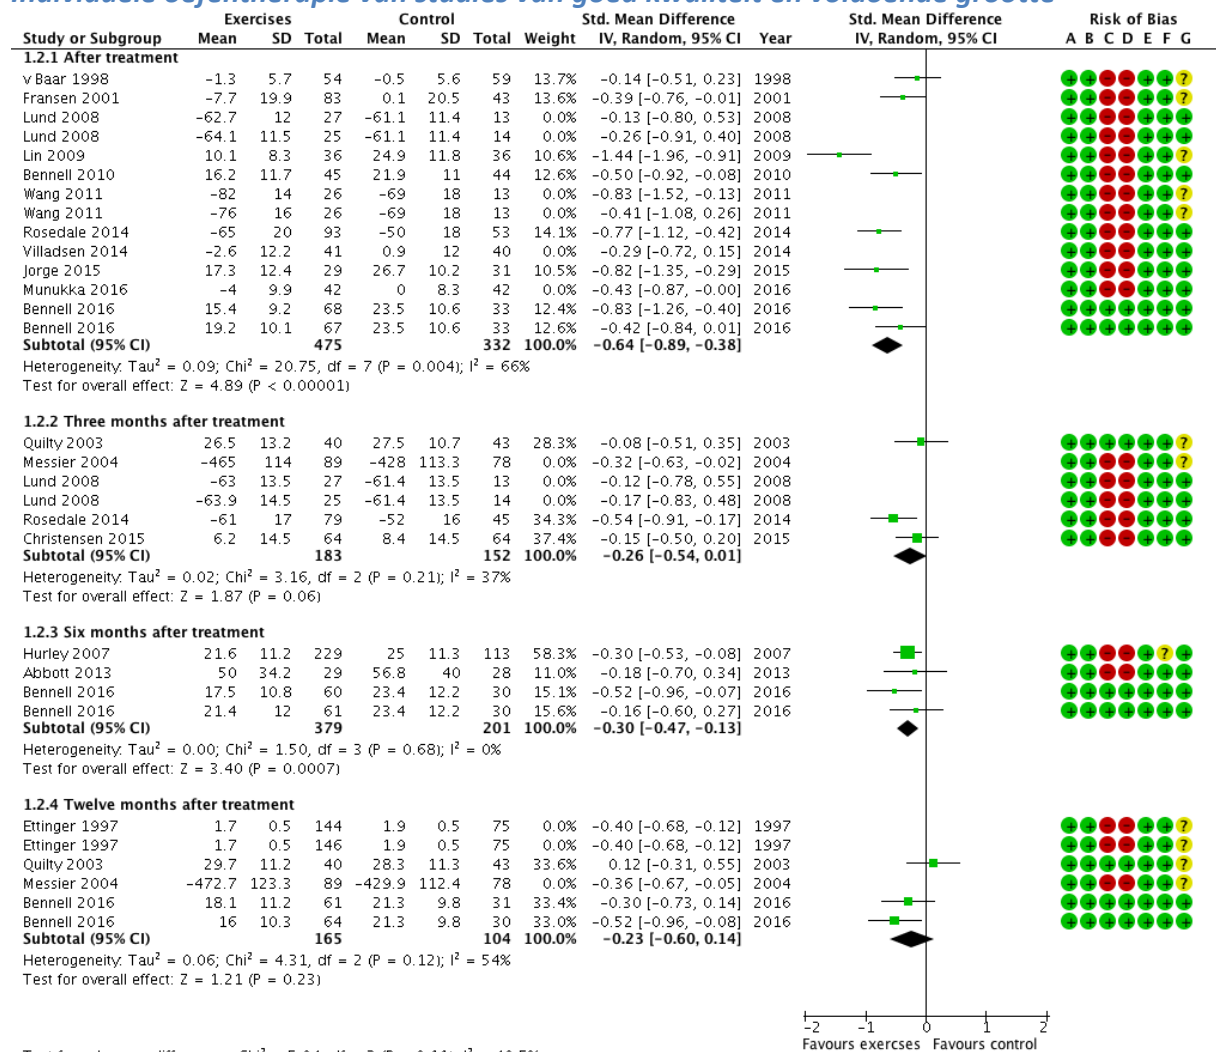 Individuele oefentherapie van studies van goed kwaliteit en voldoende grootte
Exercises Control Std. Mean Difference Std. Mean Difference Risk of Bias
Study or Subgroup Mean SD Total Mean SD Total Weight IV, Random, 95% CI Year IV, Random, 95% CI A B C D E F G
1.2.1 After treatment
v Baar 1998 −1.3 5.7 54 −0.5 5.6 59 13.7% −0.14 [−0.51, 0.23] 1998 + + − − + + ?
Fransen 2001 −7.7 19.9 83 0.1 20.5 43 13.6% −0.39 [−0.76, −0.01] 2001 + + − − + + ?
Lund 2008 −62.7 12 27 −61.1 11.4 13 0.0% −0.13 [−0.80, 0.53] 2008 + + − − + + +
Lund 2008 −64.1 11.5 25 −61.1 11.4 14 0.0% −0.26 [−0.91, 0.40] 2008 + + − − + + +
Lin 2009 10.1 8.3 36 24.9 11.8 36 10.6% −1.44 [−1.96, −0.91] 2009 + + − − + + ?
Bennell 2010 16.2 11.7 45 21.9 11 44 12.6% −0.50 [−0.92, −0.08] 2010 + + − − + + +
Wang 2011 −82 14 26 −69 18 13 0.0% −0.83 [−1.52, −0.13] 2011 + + − − + + ?
Wang 2011 −76 16 26 −69 18 13 0.0% −0.41 [−1.08, 0.26] 2011 + + − − + + ?
Rosedale 2014 −65 20 93 −50 18 53 14.1% −0.77 [−1.12, −0.42] 2014 + + − − + + +
Villadsen 2014 −2.6 12.2 41 0.9 12 40 0.0% −0.29 [−0.72, 0.15] 2014 + + − − + + +
Jorge 2015 17.3 12.4 29 26.7 10.2 31 10.5% −0.82 [−1.35, −0.29] 2015 + + − − + + +
Munukka 2016 −4 9.9 42 0 8.3 42 0.0% −0.43 [−0.87, −0.00] 2016 + + − − + + +
Bennell 2016 15.4 9.2 68 23.5 10.6 33 12.4% −0.83 [−1.26, −0.40] 2016 + + + + + + +
Bennell 2016 19.2 10.1 67 23.5 10.6 33 12.6% −0.42 [−0.84, 0.01] 2016 + + + + + + +
Subtotal (95% CI) 475 332 100.0% −0.64 [−0.89, −0.38]
Heterogeneity: Tau² = 0.09; Chi² = 20.75, df = 7 (P = 0.004); I² = 66%
Test for overall effect: Z = 4.89 (P < 0.00001)
1.2.2 Three months after treatment
Quilty 2003 26.5 13.2 40 27.5 10.7 43 28.3% −0.08 [−0.51, 0.35] 2003 + + + + + + ?
Messier 2004 −465 114 89 −428 113.3 78 0.0% −0.32 [−0.63, −0.02] 2004 + + − − + + ?
Lund 2008 −63 13.5 27 −61.4 13.5 13 0.0% −0.12 [−0.78, 0.55] 2008 + + − − + + +
Lund 2008 −63.9 14.5 25 −61.4 13.5 14 0.0% −0.17 [−0.83, 0.48] 2008 + + − − + + +
Rosedale 2014 −61 17 79 −52 16 45 34.3% −0.54 [−0.91, −0.17] 2014 + + − − + + +
Christensen 2015 6.2 14.5 64 8.4 14.5 64 37.4% −0.15 [−0.50, 0.20] 2015 + + − − + + +
Subtotal (95% CI) 183 152 100.0% −0.26 [−0.54, 0.01]
Heterogeneity: Tau² = 0.02; Chi² = 3.16, df = 2 (P = 0.21); I² = 37%
Test for overall effect: Z = 1.87 (P = 0.06)
1.2.3 Six months after treatment
Hurley 2007 21.6 11.2 229 25 11.3 113 58.3% −0.30 [−0.53, −0.08] 2007 + + − − + ? +
Abbott 2013 50 34.2 29 56.8 40 28 11.0% −0.18 [−0.70, 0.34] 2013 + + − − + + +
Bennell 2016 17.5 10.8 60 23.4 12.2 30 15.1% −0.52 [−0.96, −0.07] 2016 + + + + + + +
Bennell 2016 21.4 12 61 23.4 12.2 30 15.6% −0.16 [−0.60, 0.27] 2016 + + + + + + +
Subtotal (95% CI) 379 201 100.0% −0.30 [−0.47, −0.13]
Heterogeneity: Tau² = 0.00; Chi² = 1.50, df = 3 (P = 0.68); I² = 0%
Test for overall effect: Z = 3.40 (P = 0.0007)
1.2.4 Twelve months after treatment
Ettinger 1997 1.7 0.5 144 1.9 0.5 75 0.0% −0.40 [−0.68, −0.12] 1997 + + − − + + ?
Ettinger 1997 1.7 0.5 146 1.9 0.5 75 0.0% −0.40 [−0.68, −0.12] 1997 + + − − + + ?
Quilty 2003 29.7 11.2 40 28.3 11.3 43 33.6% 0.12 [−0.31, 0.55] 2003 + + + + + + ?
Messier 2004 −472.7 123.3 89 −429.9 112.4 78 0.0% −0.36 [−0.67, −0.05] 2004 + + − − + + ?
Bennell 2016 18.1 11.2 61 21.3 9.8 31 33.4% −0.30 [−0.73, 0.14] 2016 + + + + + + +
Bennell 2016 16 10.3 64 21.3 9.8 30 33.0% −0.52 [−0.96, −0.08] 2016 + + + + + + +
Subtotal (95% CI) 165 104 100.0% −0.23 [−0.60, 0.14]
Heterogeneity: Tau² = 0.06; Chi² = 4.31, df = 2 (P = 0.12); I² = 54%
Test for overall effect: Z = 1.21 (P = 0.23)
−2 −1 0 1 2
Favours exercses Favours control